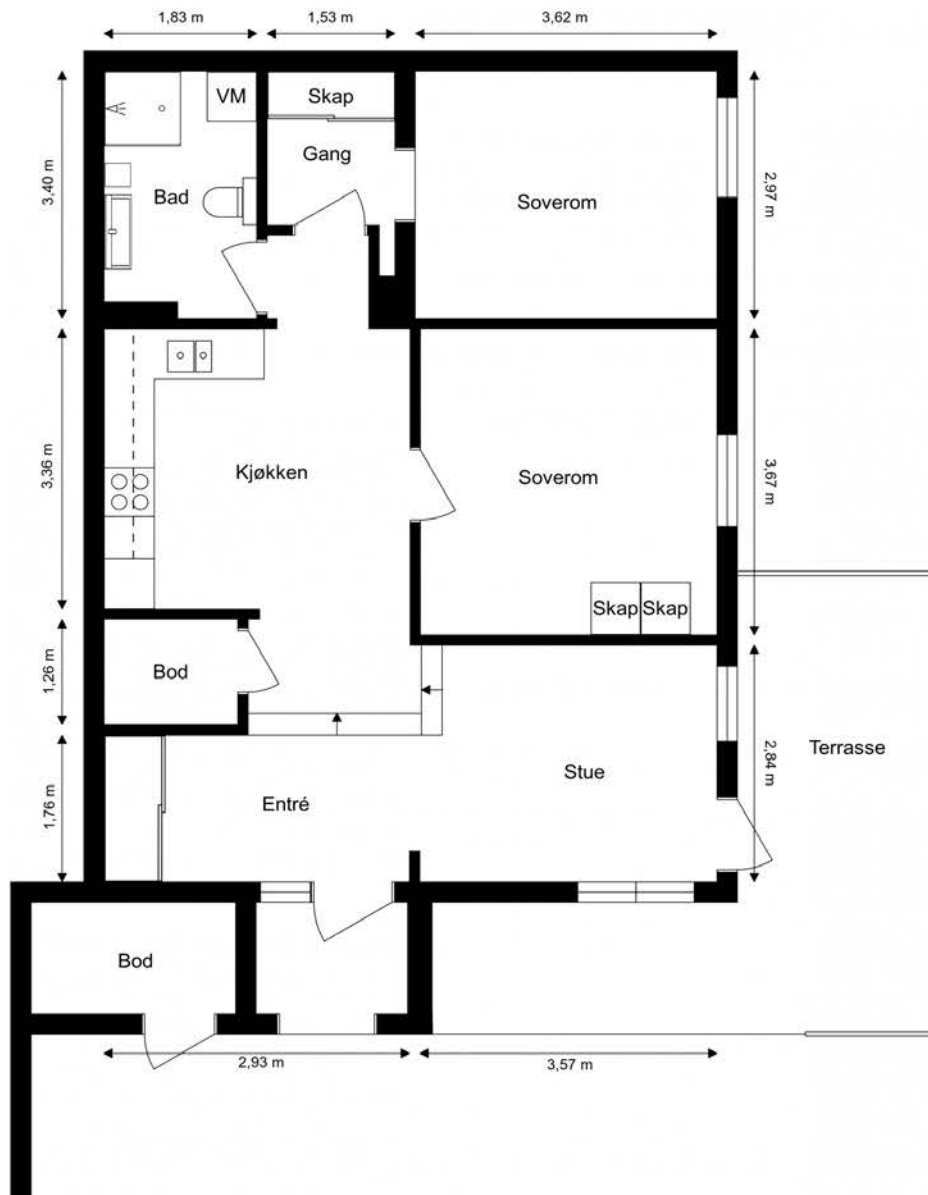 1,83 m
1,53 m
3,62 m
VM
Skap
Gang
3,40 m
Bad
Soverom
2,97 m
3,36 m
Kjøkken
Soverom
3,67 m
Skap
Skap
1,26 m
Bod
Stue
2,84 m
Terrasse
1,76 m
Entré
Bod
2,93 m
3,57 m